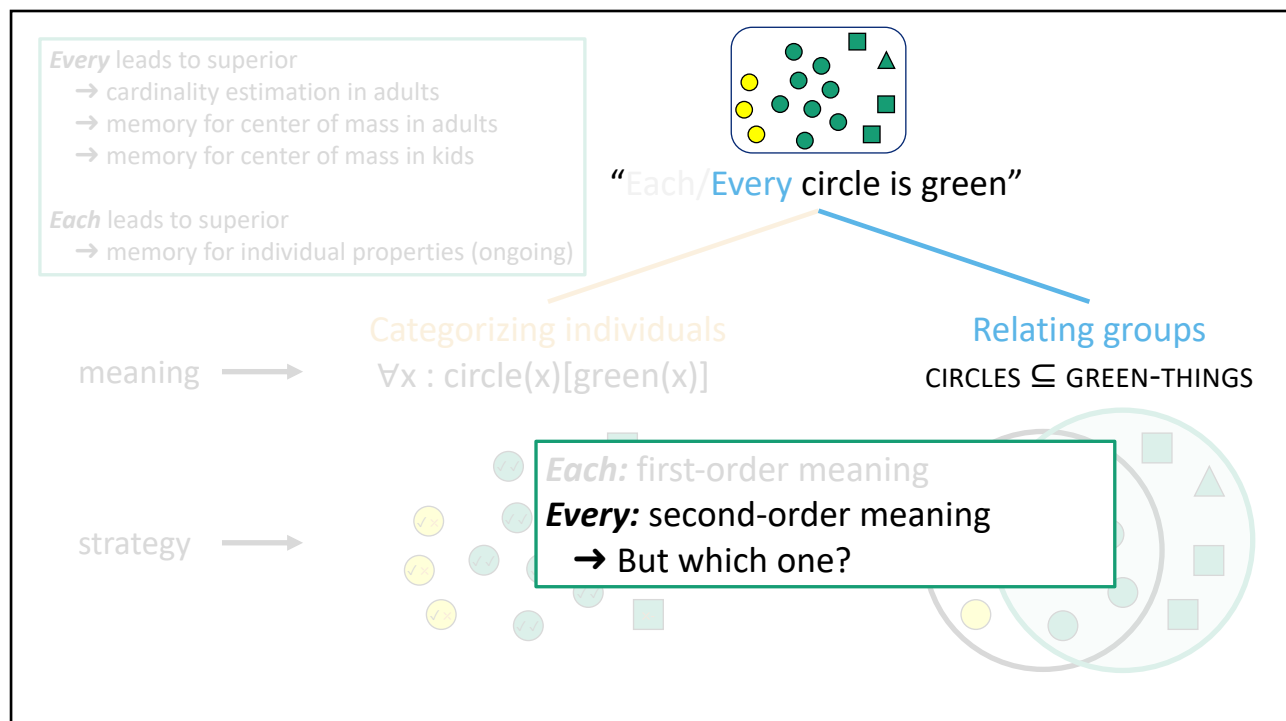 Every leads to superior
➔ cardinality estimation in adults
➔ memory for center of mass in adults
➔ memory for center of mass in kids
Each leads to superior
➔ memory for individual properties (ongoing)
“Each/Every circle is green”
Categorizing individuals
Relating groups
meaning
∀x : circle(x)[green(x)]
CIRCLES ⊆ GREEN-THINGS
Each: first-order meaning
Every: second-order meaning
➔ But which one?
strategy